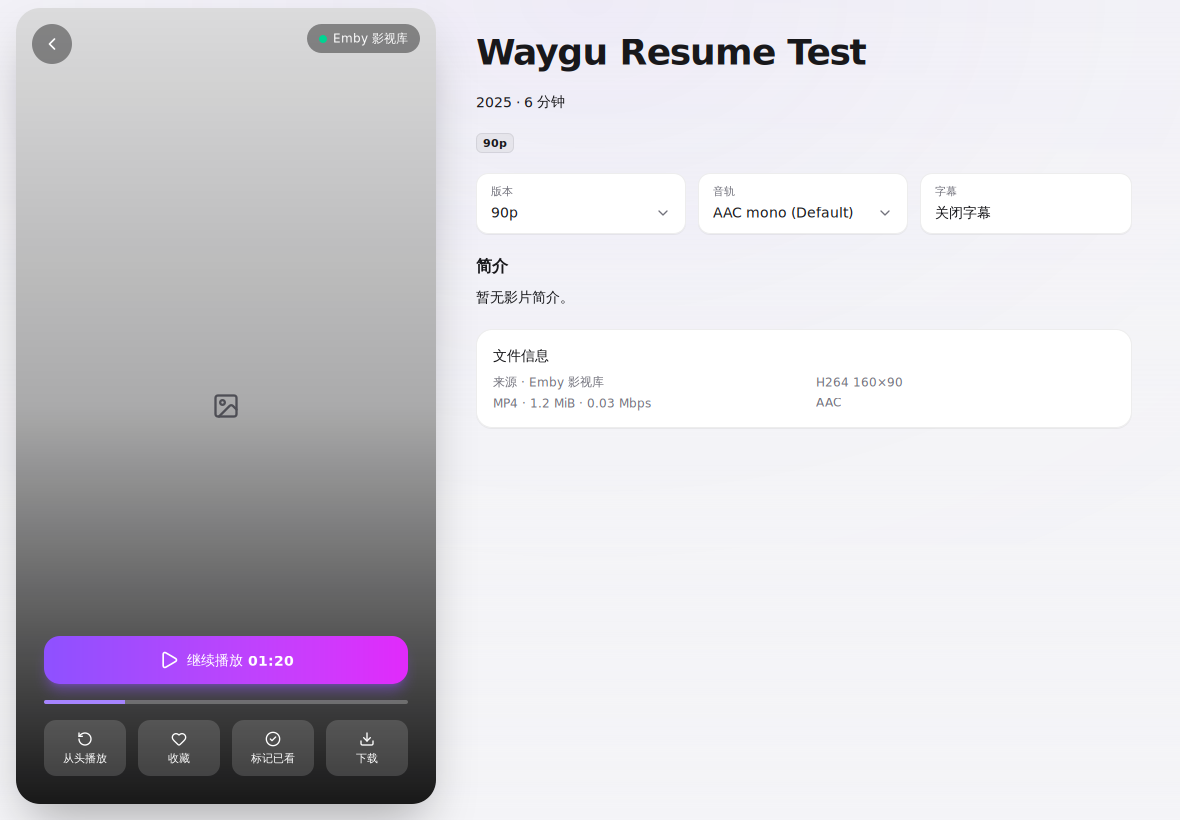 Emby 影视库
继续播放 01:20
从头播放
收藏
标记已看
下载
Waygu Resume Test
2025 · 6 分钟
90p
版本
90p
音轨
AAC mono (Default)
字幕
关闭字幕
简介
暂无影片简介。
文件信息
来源 · Emby 影视库
H264 160×90
MP4 · 1.2 MiB · 0.03 Mbps
AAC